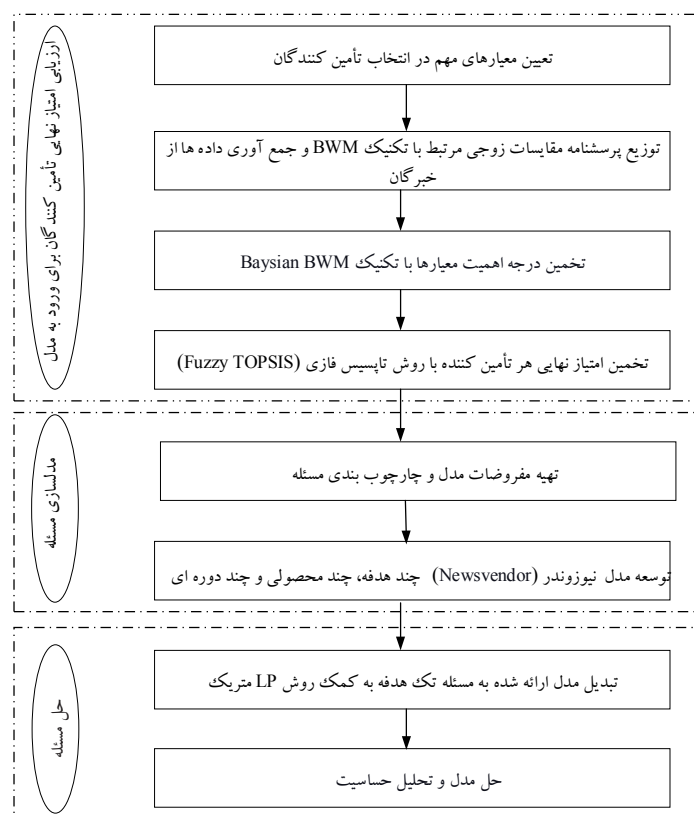 ارزیابی امتیاز نهایی تأمین کنندگان برای ورود به مدل
تعیین معیارهای مهم در انتخاب تأمین کنندگان
توزیع پرسشنامه مقایسات زوجی مرتبط با تکنیک BWM و جمع آوری داده ها از
خبرگان
تخمین درجه اهمیت معیارها با تکنیک Baysian BWM
تخمین امتیاز نهایی هر تأمین کننده با روش تاپسیس فازی (Fuzzy TOPSIS)
مدلسازی مسئله
تهیه مفروضات مدل و چارچوب بندی مسئله
توسعه مدل نیوزوندر (Newsvendor) چند هدفه، چند محصولی و چند دوره ای
حل مسئله
تبدیل مدل ارائه شده به مسئله تک هدفه به کمک روش LP متریک
حل مدل و تحلیل حساسیت